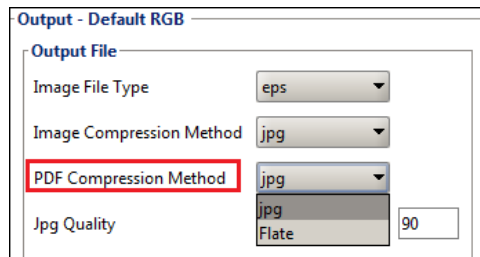 Output - Default RGB
Output File
Image File Type eps
Image Compression Method jpg
PDF Compression Method jpg
jpg
Jpg Quality 90
Flate